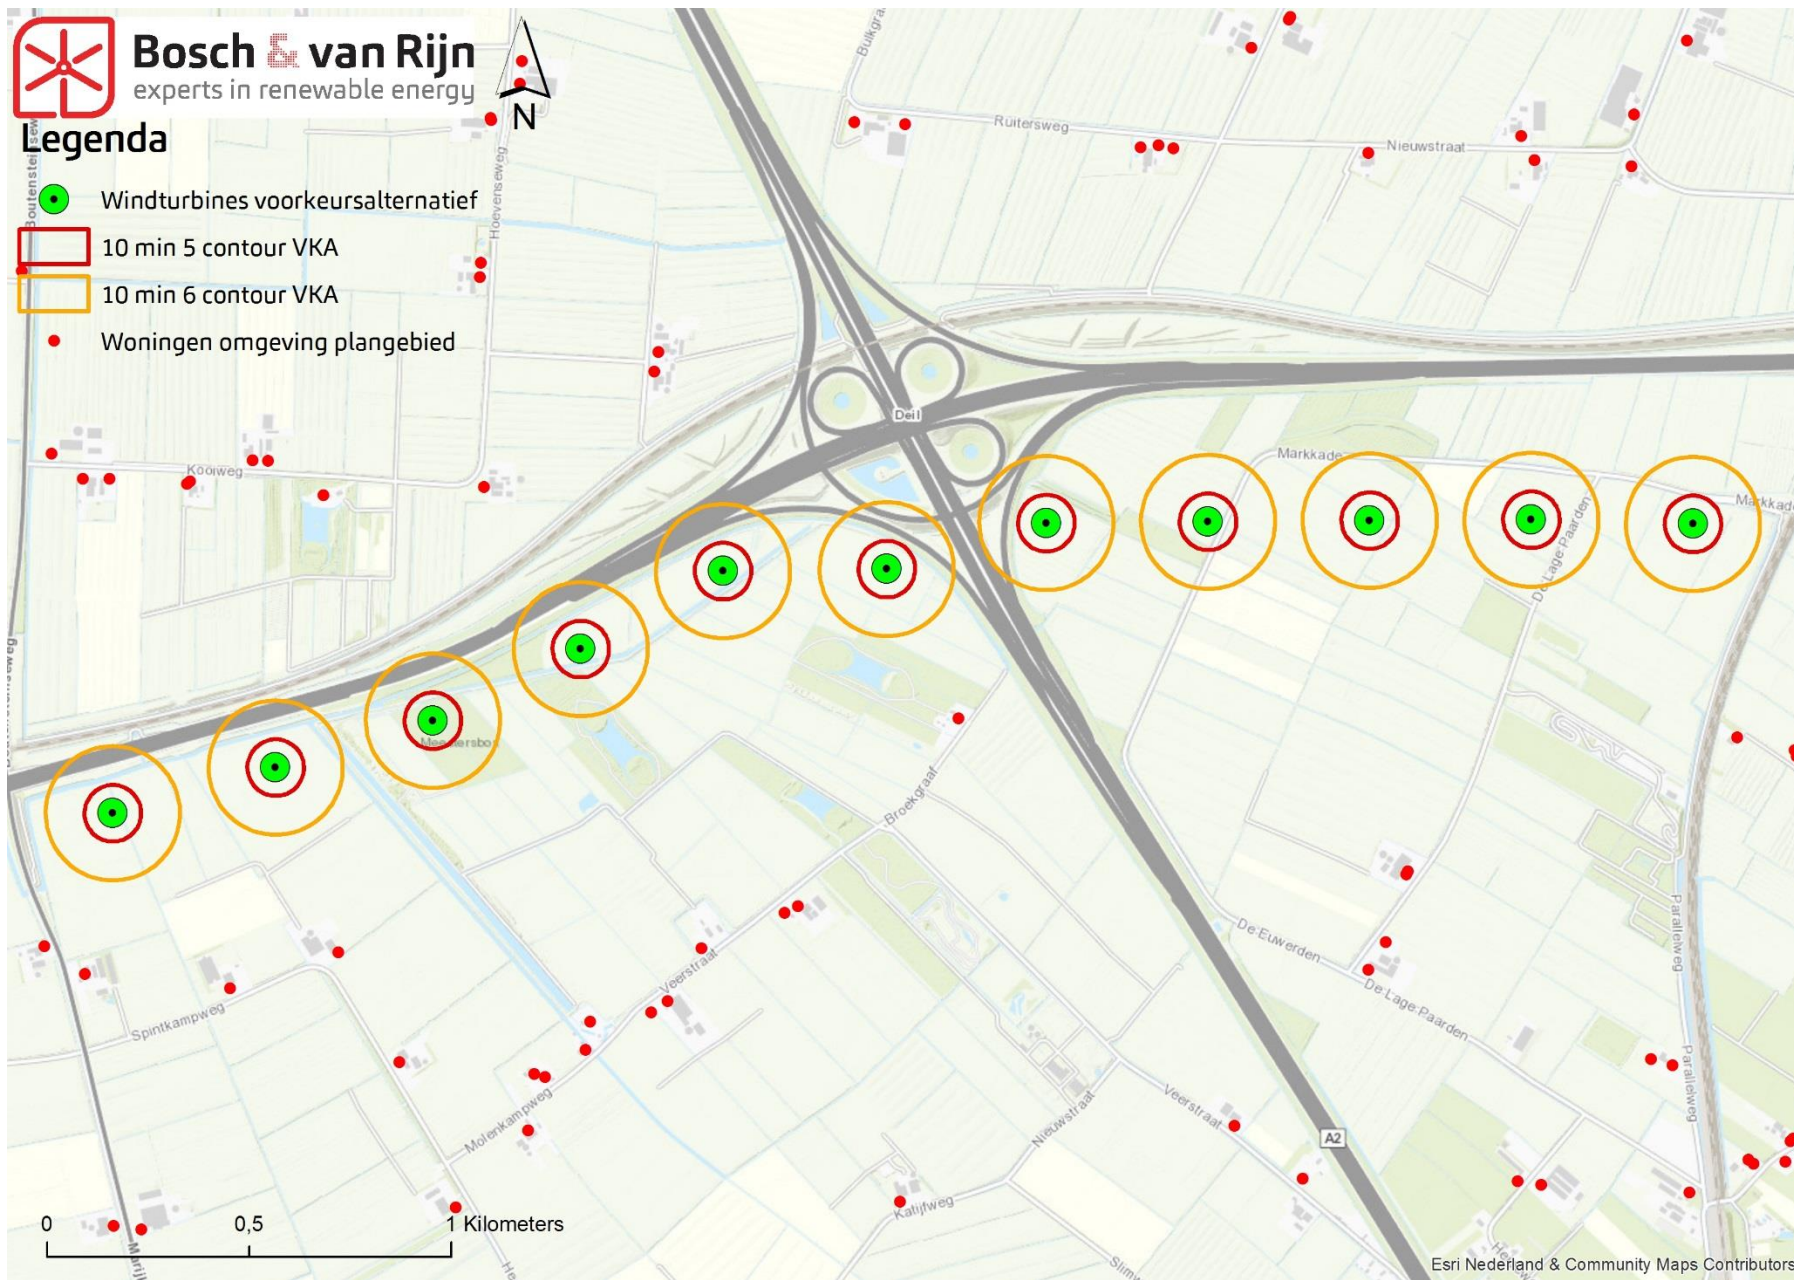 Bosch & van Rijn
experts in renewable energy
N
Legenda
Windturbines voorkeursalternatief
10 min 5 contour VKA
10 min 6 contour VKA
Woningen omgeving plangebied
Hoevenseweg
Ruitersweg
Nieuwstraat
Deil
Kooiweg
Markkade
Markkade
De Lage Paarden
Broekgraaf
Veerstraat
De Euwerden
De Lage Paarden
Parallelweg
Parallelweg
Spintkampweg
Molenkampweg
Nieuwstraat
Veerstraat
A2
Katijfweg
0 0,5 1 Kilometers
Esri Nederland & Community Maps Contributors